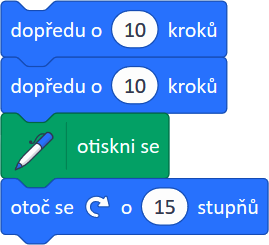 dopředu o 10 kroků
dopředu o 10 kroků
otiskni se
otoč se o 15 stupňů